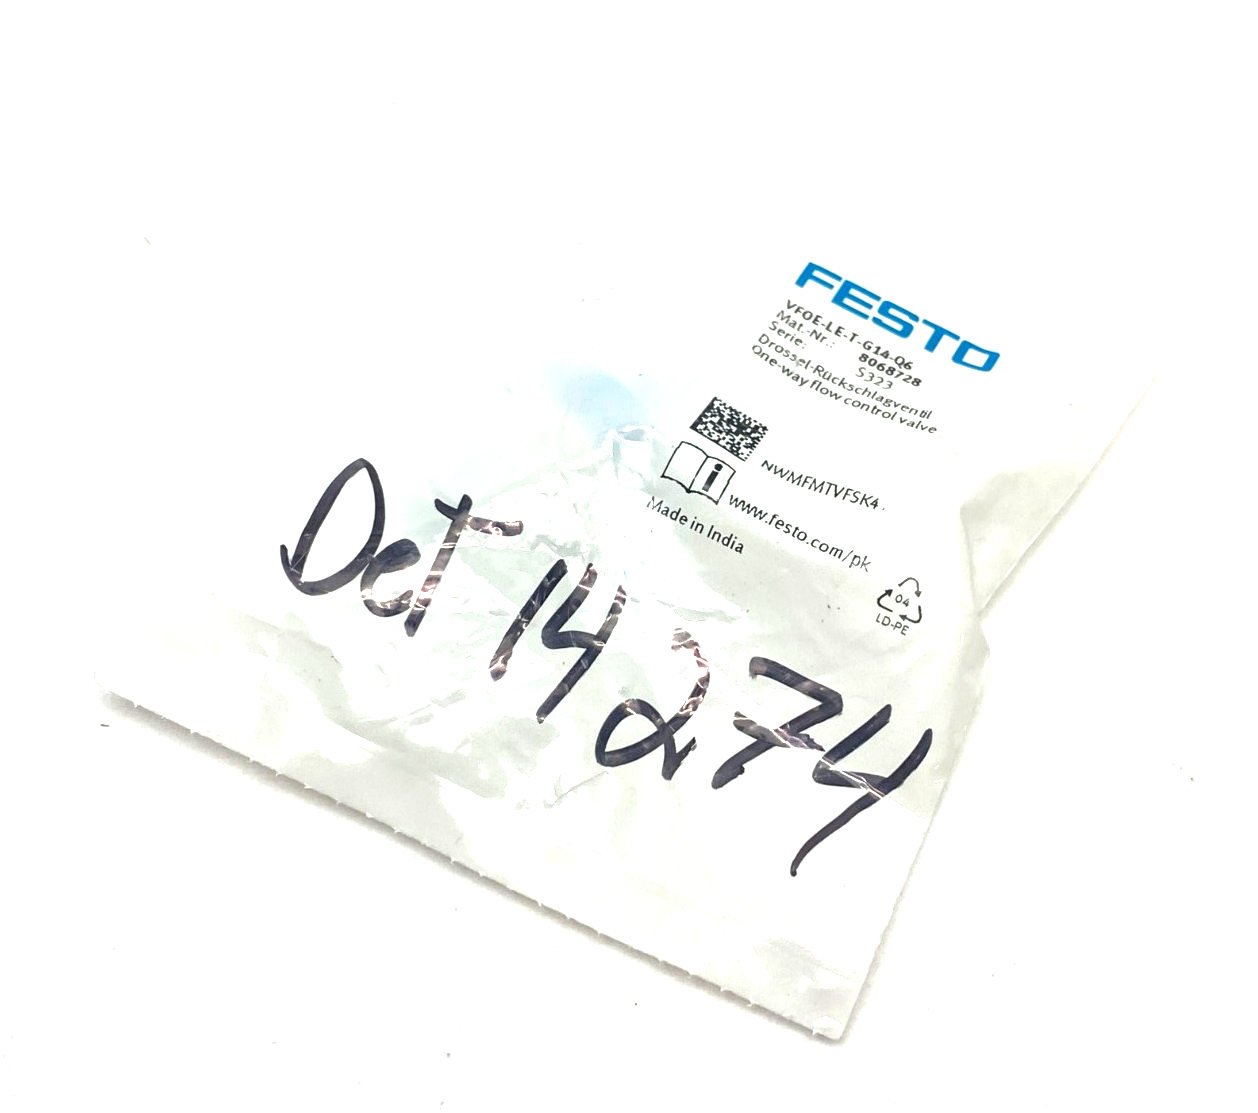 FESTO
VFOE-LE-T-G14-Q6
Mat.-Nr.: 8068728
Serie: S323
Drossel-Rückschlagventil
One-way flow control valve
NWMFMTVFSK4
www.festo.com/pk
Made in India
04
LD-PE
Det 14 274